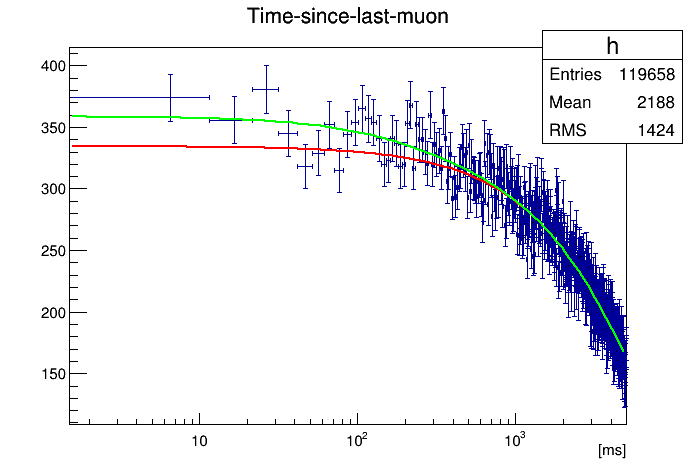 Time-since-last-muon
h
Entries 119658
Mean 2188
RMS 1424
400
350
300
250
200
150
10
10²
10³
[ms]